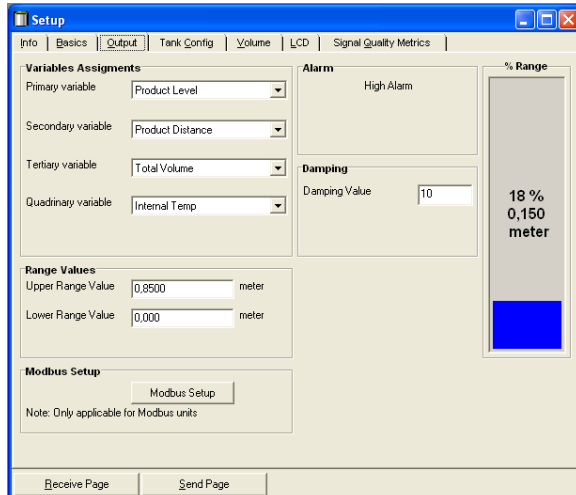 Setup
Info Basics Output Tank Config Volume LCD Signal Quality Metrics
Variables Assigments
Primary variable Product Level
Secondary variable Product Distance
Tertiary variable Total Volume
Quadrinary variable Internal Temp
Range Values
Upper Range Value 0,8500 meter
Lower Range Value 0,000 meter
Modbus Setup
Modbus Setup
Note: Only applicable for Modbus units
Alarm
High Alarm
Damping
Damping Value 10
% Range
18 %
0,150
meter
Receive Page Send Page